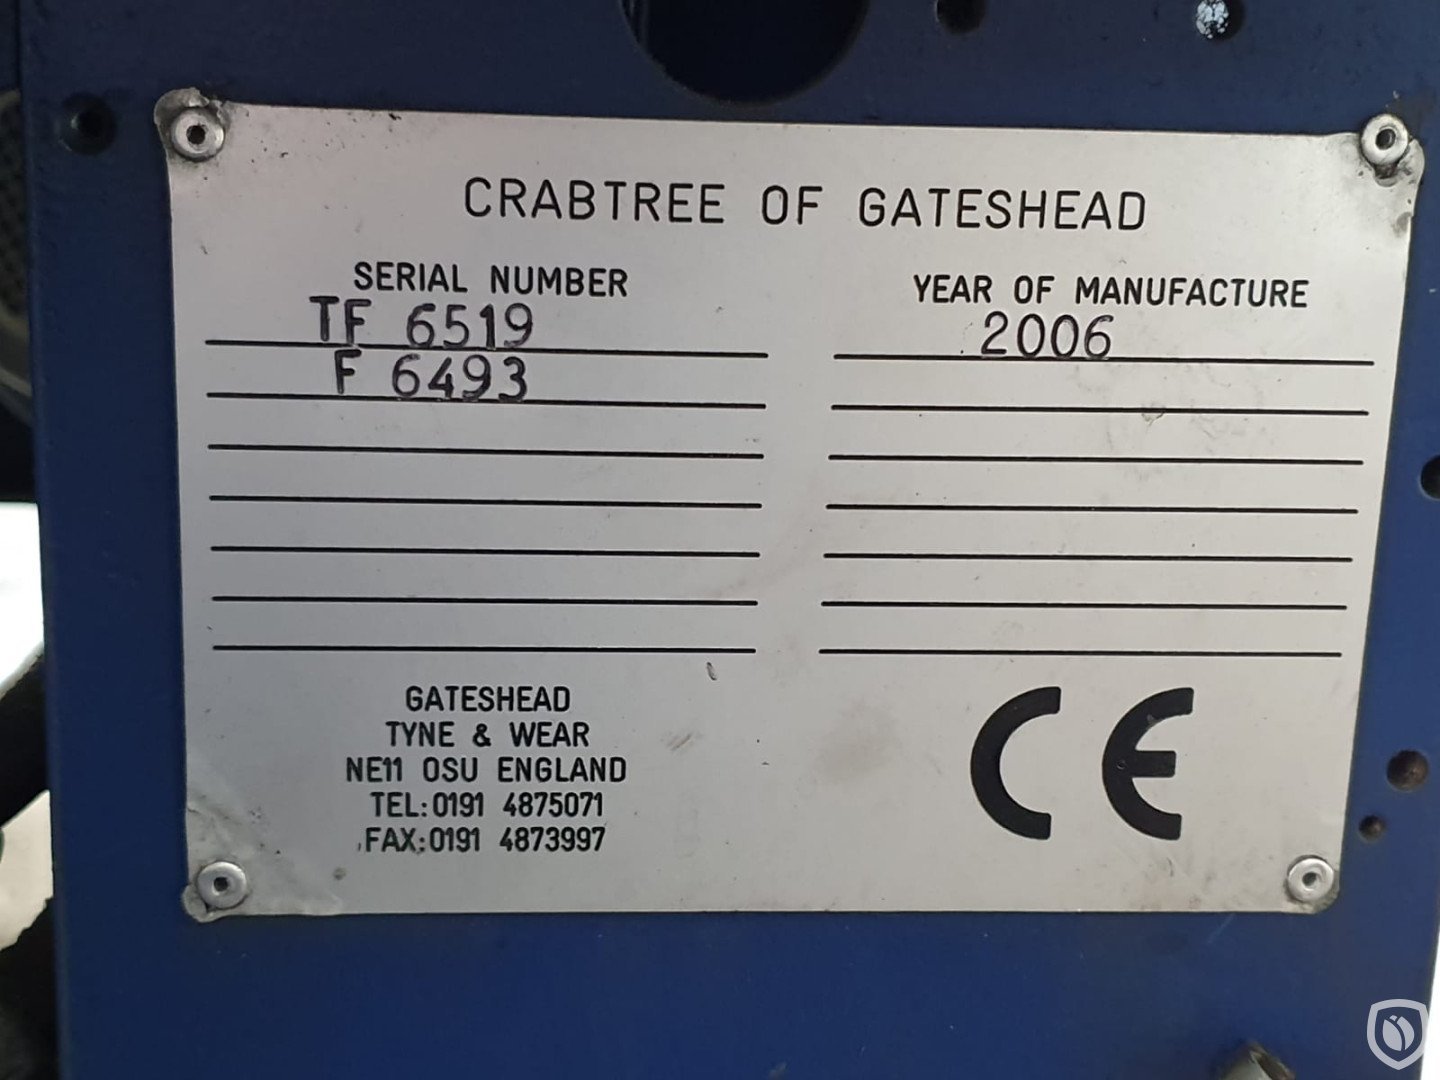 CRABTREE OF GATESHEAD
SERIAL NUMBER
TF 6519
F 6493
YEAR OF MANUFACTURE
2006
GATESHEAD
TYNE & WEAR
NE11 0SU ENGLAND
TEL:0191 4875071
FAX:0191 4873997
CE